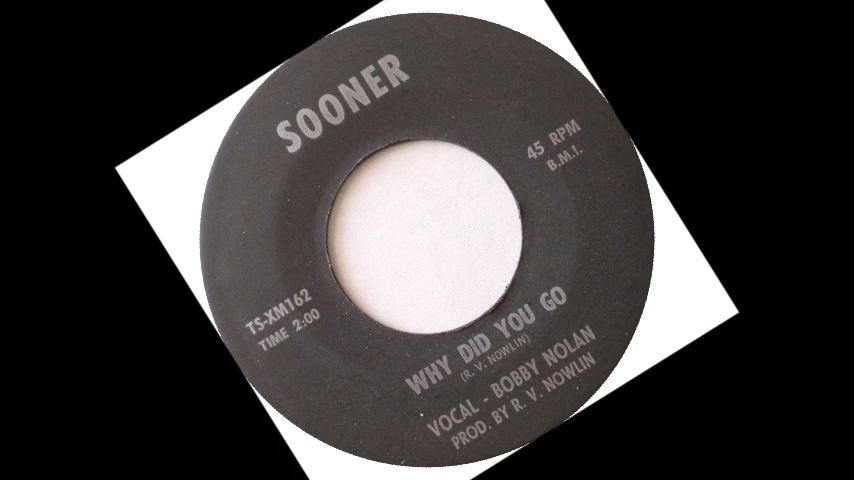 SOONER
45 RPM
B.M.I.
TS-XM162
TIME 2:00
WHY DID YOU GO
(R. V. NOWLIN)
VOCAL - BOBBY NOLAN
PROD. BY R. V. NOWLIN